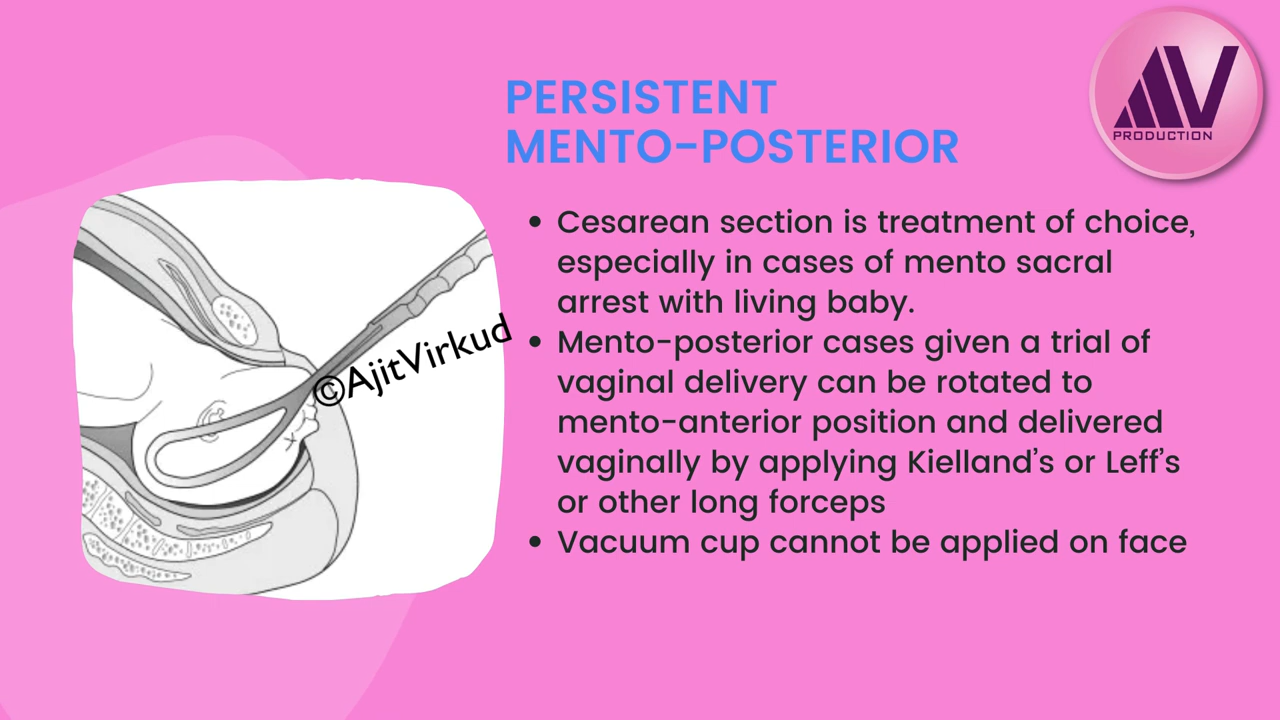 AV
PRODUCTION
PERSISTENT
MENTO-POSTERIOR
• Cesarean section is treatment of choice,
especially in cases of mento sacral
arrest with living baby.
• Mento-posterior cases given a trial of
vaginal delivery can be rotated to
mento-anterior position and delivered
vaginally by applying Kielland's or Leff's
or other long forceps
• Vacuum cup cannot be applied on face
©AjitVirkud